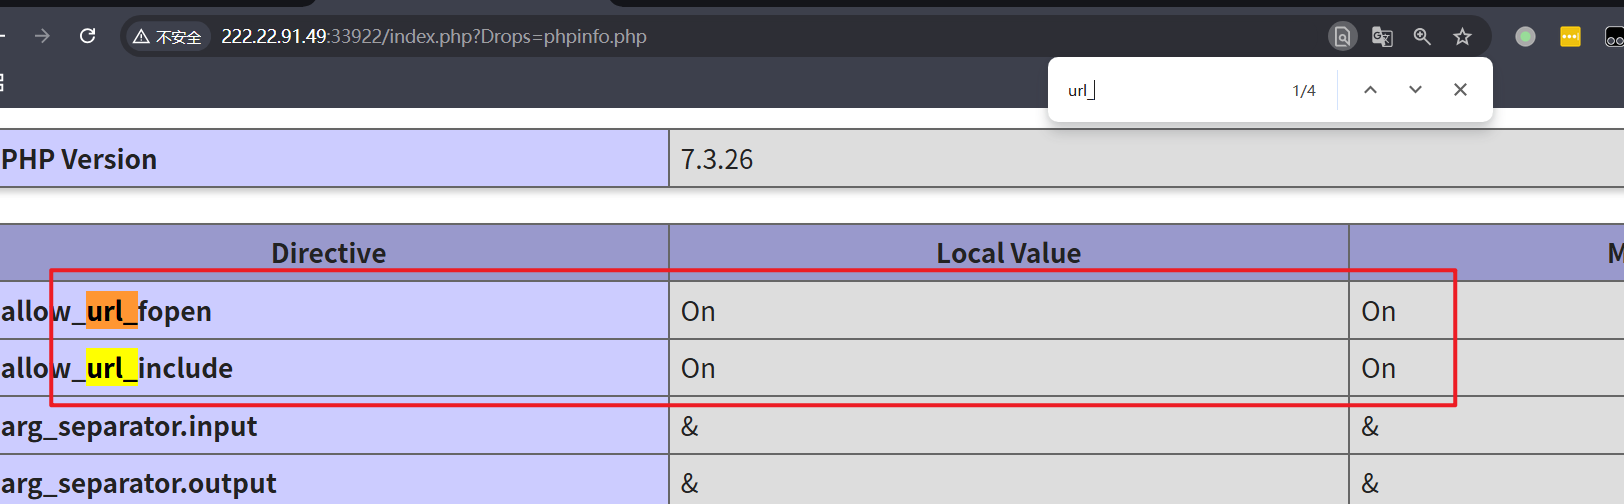 不安全 222.22.91.49:33922/index.php?Drops=phpinfo.php
url_ 1/4
PHP Version 7.3.26
Directive Local Value M
allow_url_fopen On On
allow_url_include On On
arg_separator.input & &
arg_separator.output & &